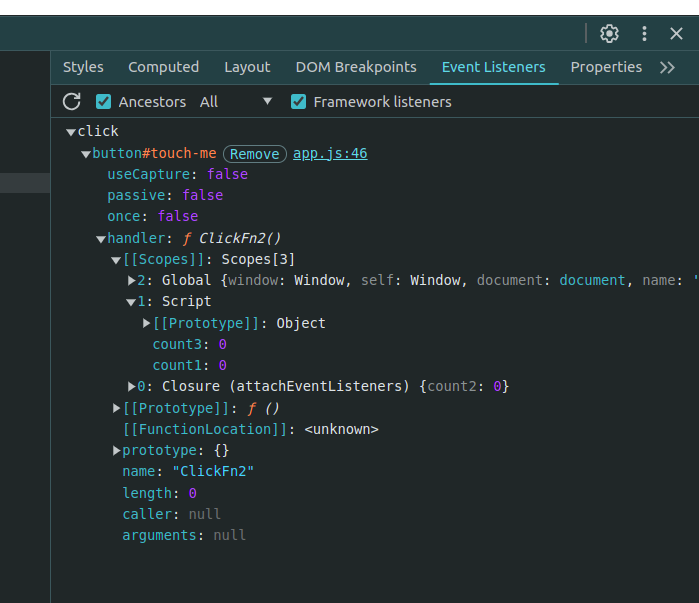 Styles Computed Layout DOM Breakpoints Event Listeners Properties
Ancestors All Framework listeners
click
button#touch-me Remove app.js:46
useCapture: false
passive: false
once: false
handler: ƒ ClickFn2()
[[Scopes]]: Scopes[3]
2: Global {window: Window, self: Window, document: document, name: '
1: Script
[[Prototype]]: Object
count3: 0
count1: 0
0: Closure (attachEventListeners) {count2: 0}
[[Prototype]]: ƒ ()
[[FunctionLocation]]: <unknown>
prototype: {}
name: "ClickFn2"
length: 0
caller: null
arguments: null